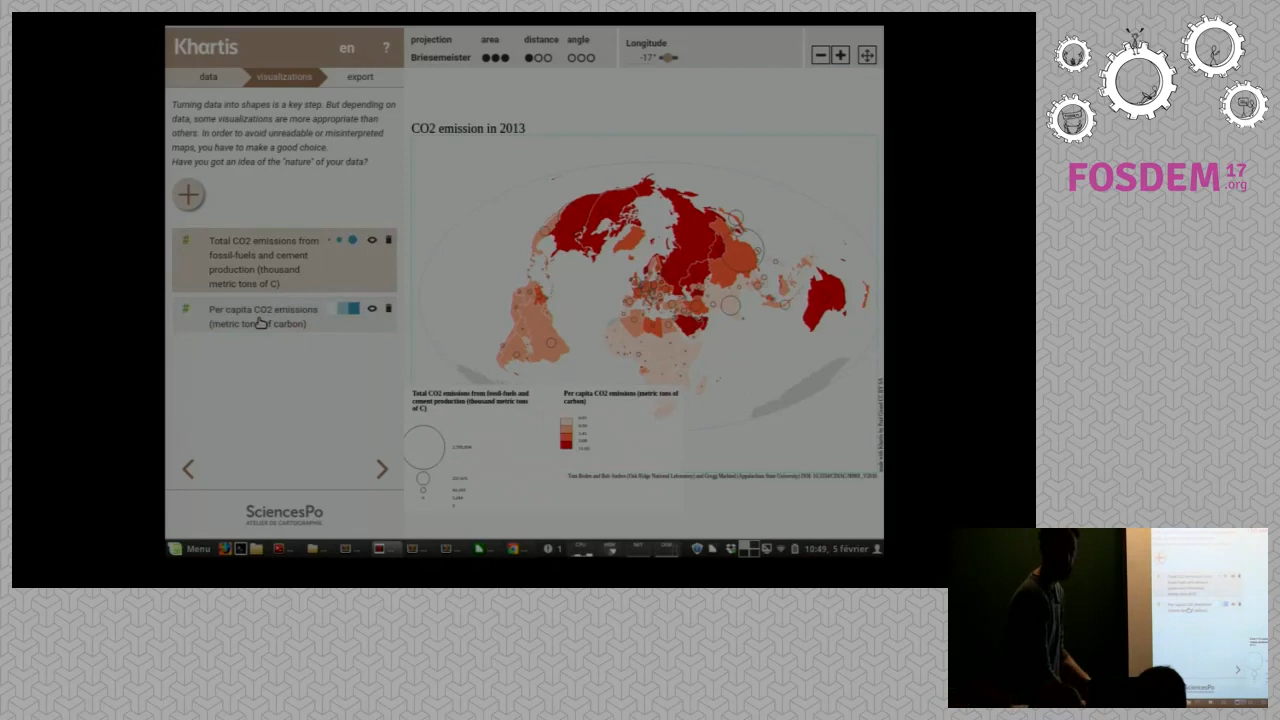 Khartis
en
?
data
visualizations
export
Turning data into shapes is a key step. But depending on
data, some visualizations are more appropriate than
others. In order to avoid unreadable or misinterpreted
maps, you have to make a good choice.
Have you got an idea of the "nature" of your data?
# Total CO2 emissions from
fossil-fuels and cement
production (thousand
metric tons of C)
# Per capita CO2 emissions
(metric tons of carbon)
SciencesPo
ATELIER DE CARTOGRAPHIE
projection area distance angle
Briesemeister
Longitude
-17°
CO2 emission in 2013
Total CO2 emissions from fossil-fuels and
cement production (thousand metric tons
of C)
Per capita CO2 emissions (metric tons of
carbon)
Menu
1
10:49, 5 février
FOSDEM 17
.org